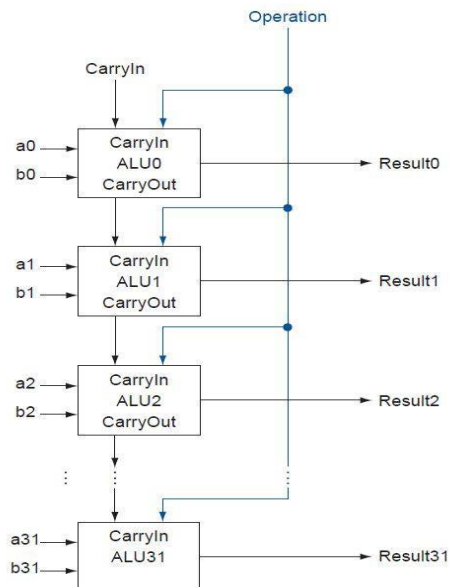 Operation
CarryIn
a0
b0
CarryIn
ALU0
CarryOut
Result0
a1
b1
CarryIn
ALU1
CarryOut
Result1
a2
b2
CarryIn
ALU2
CarryOut
Result2
a31
b31
CarryIn
ALU31
Result31